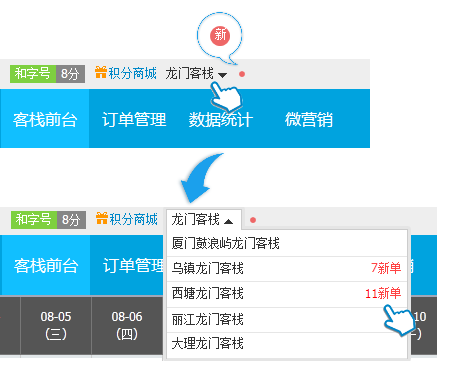 新
和字号 8分 积分商城 龙门客栈
客栈前台 订单管理 数据统计 微营销
和字号 8分 积分商城 龙门客栈
客栈前台 订单管理
厦门鼓浪屿龙门客栈
乌镇龙门客栈 7新单
西塘龙门客栈 11新单
丽江龙门客栈
大理龙门客栈
08-05 08-06
(三) (四)